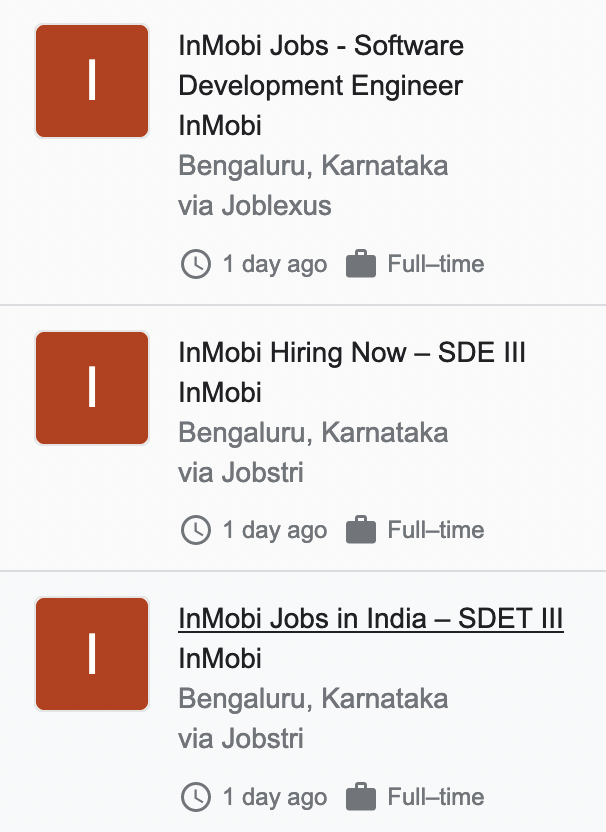 I
InMobi Jobs - Software
Development Engineer
InMobi
Bengaluru, Karnataka
via Joblexus
1 day ago Full–time
I
InMobi Hiring Now – SDE III
InMobi
Bengaluru, Karnataka
via Jobstri
1 day ago Full–time
I
InMobi Jobs in India – SDET III
InMobi
Bengaluru, Karnataka
via Jobstri
1 day ago Full–time